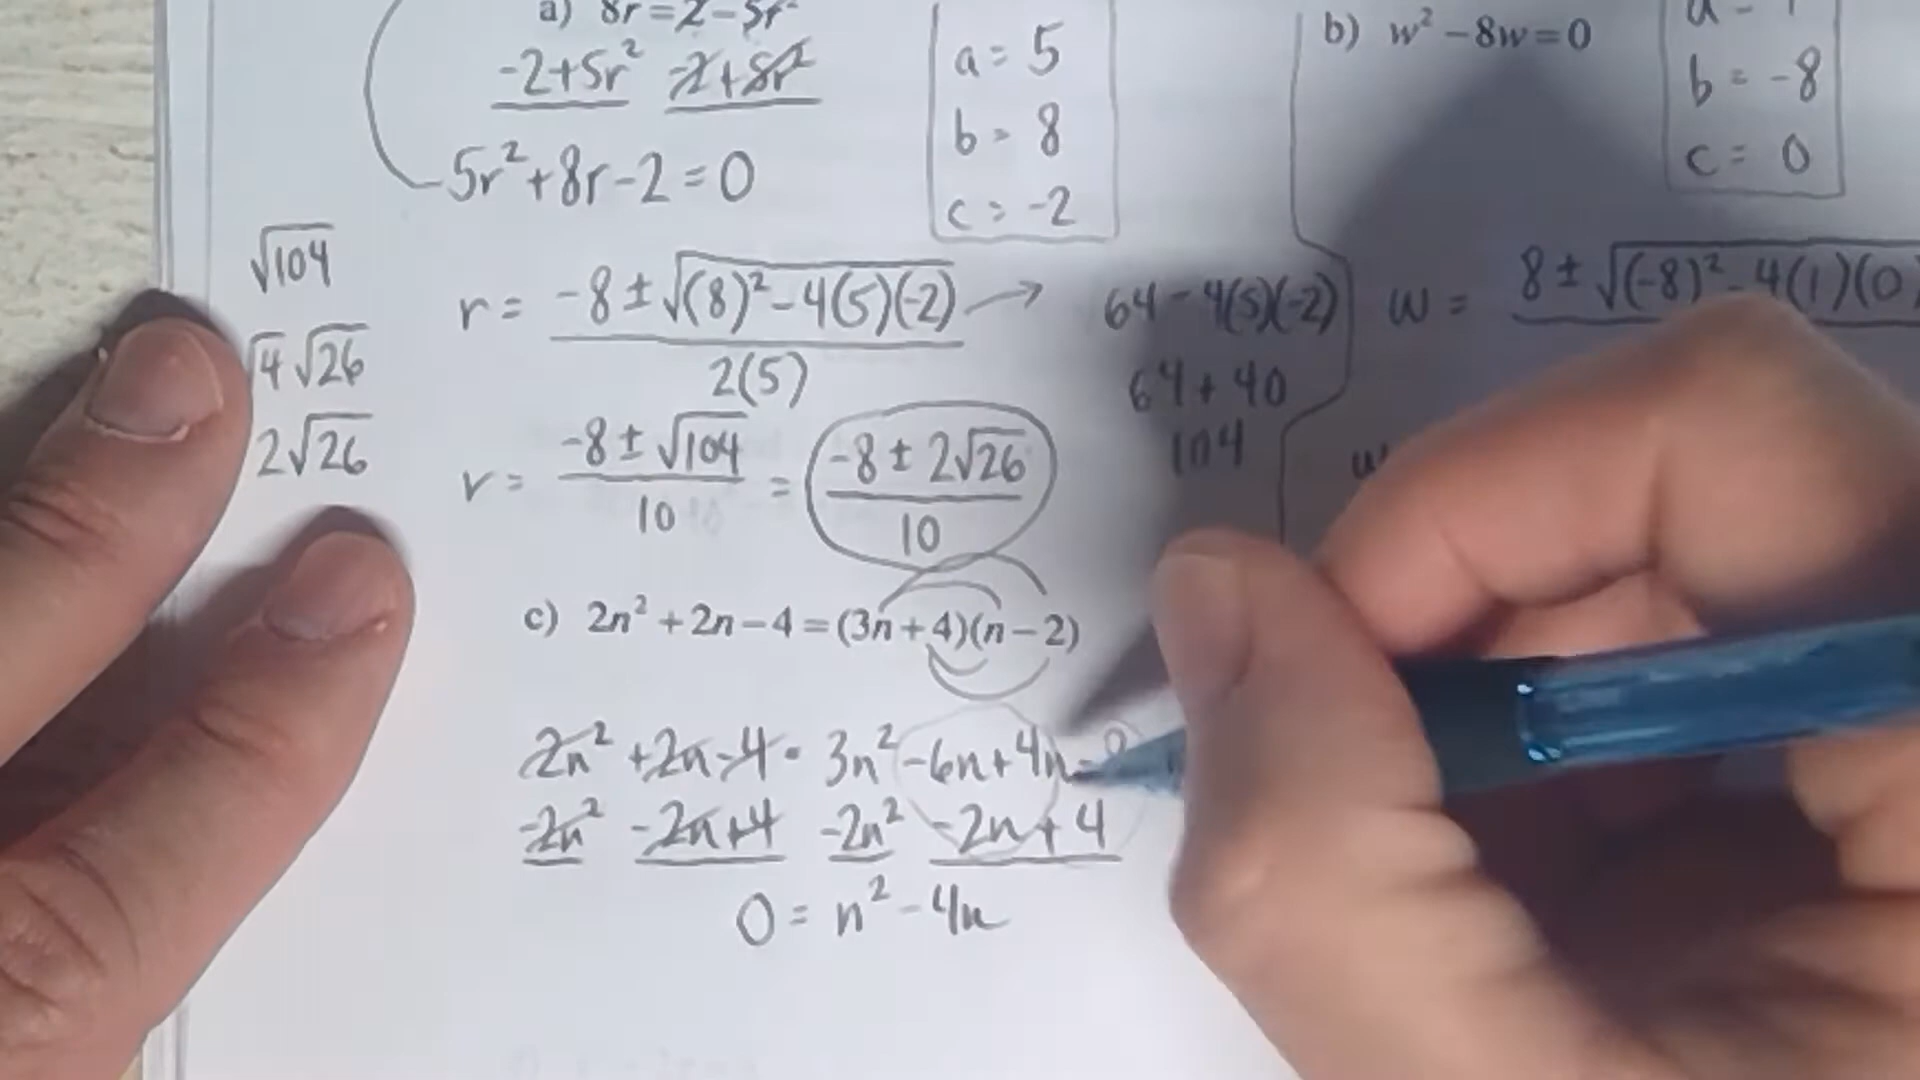 a) 8r = 2 - 5r²
-2+5r² -2+5r²
5r²+8r-2=0
a = 5
b = 8
c = -2
√104
√4 √26
2√26
r = -8 ± √(8)²-4(5)(-2) / 2(5)
64-4(5)(-2)
64+40
104
r = -8 ± √104 / 10 = -8 ± 2√26 / 10
c) 2n² + 2n - 4 = (3n + 4)(n - 2)
2n² +2n-4 = 3n² -6n+4n-8
-2n² -2n+4 -2n² -2n+4
0 = n² - 4n
b) w² - 8w = 0
b = -8
c = 0
w = 8 ± √(-8)²-4(1)(0)